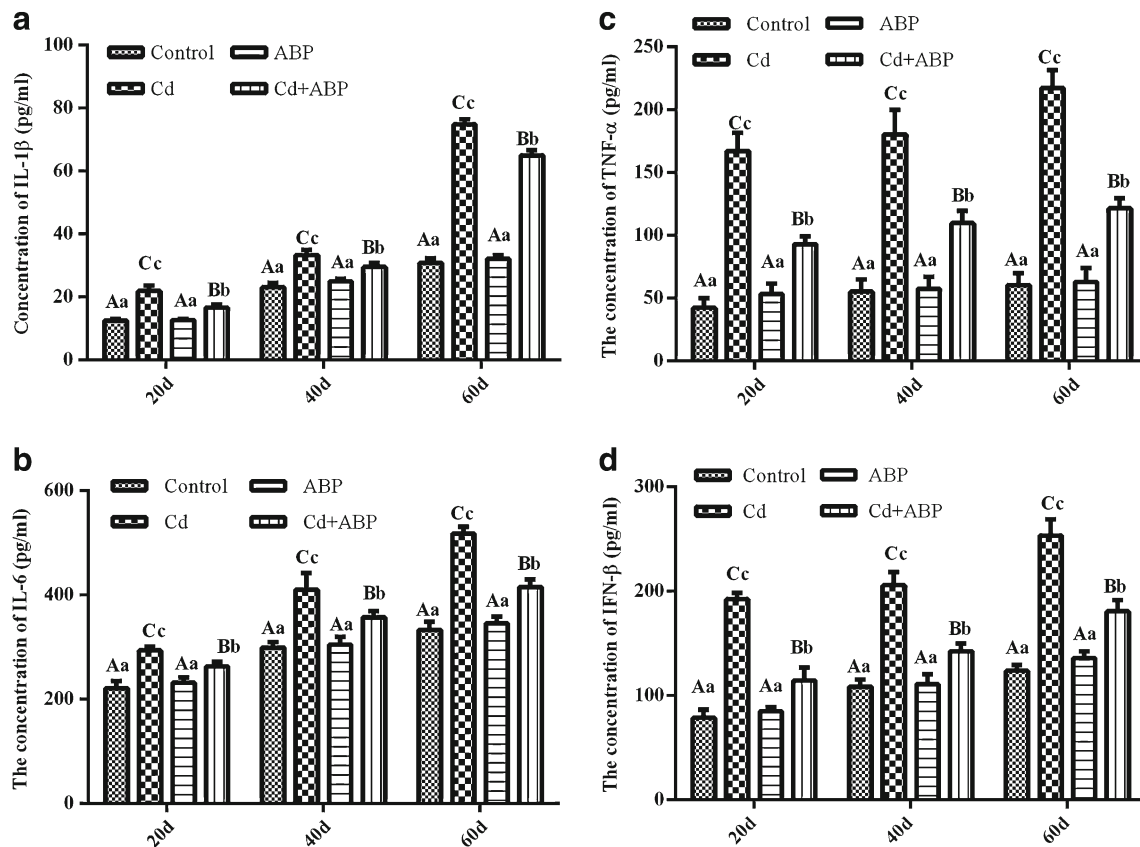 a
Control ABP
Cd Cd+ABP
Concentration of IL-1β (pg/ml)
100
80
60
40
20
0
Aa Cc Aa Bb
Aa Cc Aa Bb
Aa Cc Aa Bb
20d 40d 60d
c
Control ABP
Cd Cd+ABP
The concentration of TNF-α (pg/ml)
250
200
150
100
50
0
Aa Cc Aa Bb
Aa Cc Aa Bb
Aa Cc Aa Bb
20d 40d 60d
b
Control ABP
Cd Cd+ABP
The concentration of IL-6 (pg/ml)
600
400
200
0
Aa Cc Aa Bb
Aa Cc Aa Bb
Aa Cc Aa Bb
20d 40d 60d
d
Control ABP
Cd Cd+ABP
The concentration of IFN-β (pg/ml)
300
200
100
0
Aa Cc Aa Bb
Aa Cc Aa Bb
Aa Cc Aa Bb
20d 40d 60d